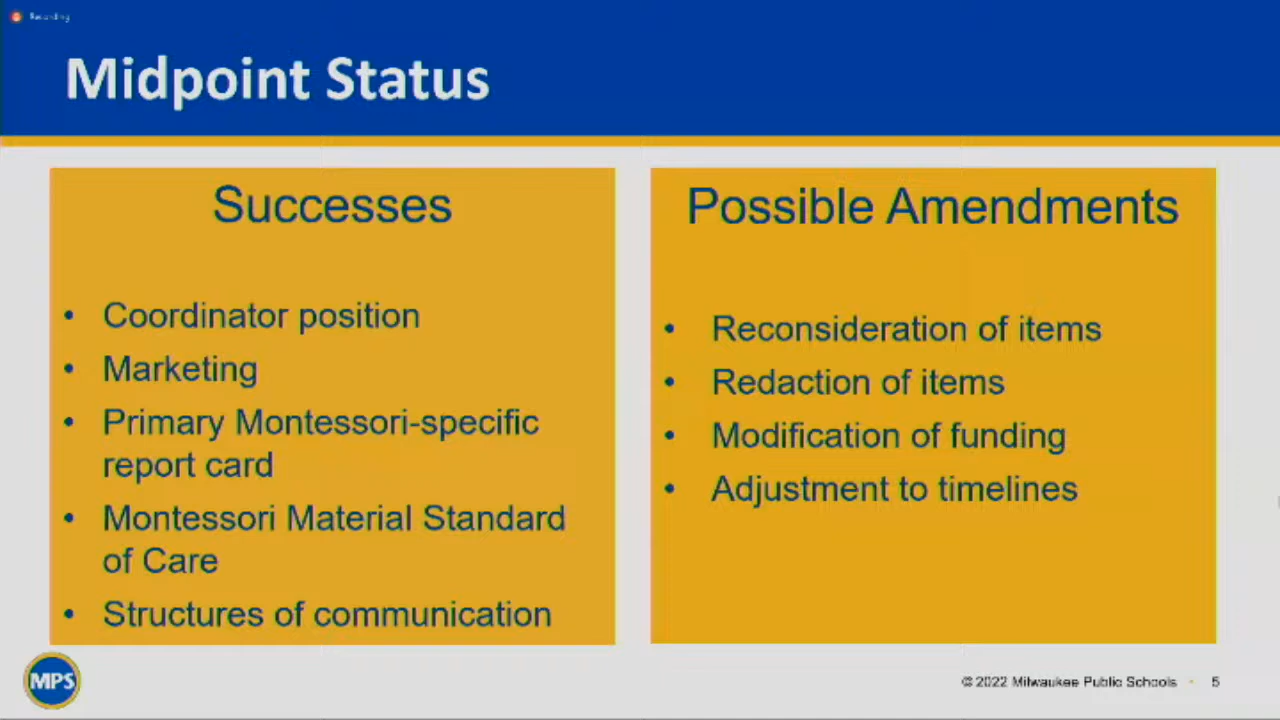 Recording
Midpoint Status
Successes
• Coordinator position
• Marketing
• Primary Montessori-specific
report card
• Montessori Material Standard
of Care
• Structures of communication
Possible Amendments
• Reconsideration of items
• Redaction of items
• Modification of funding
• Adjustment to timelines
MPS
© 2022 Milwaukee Public Schools • 5